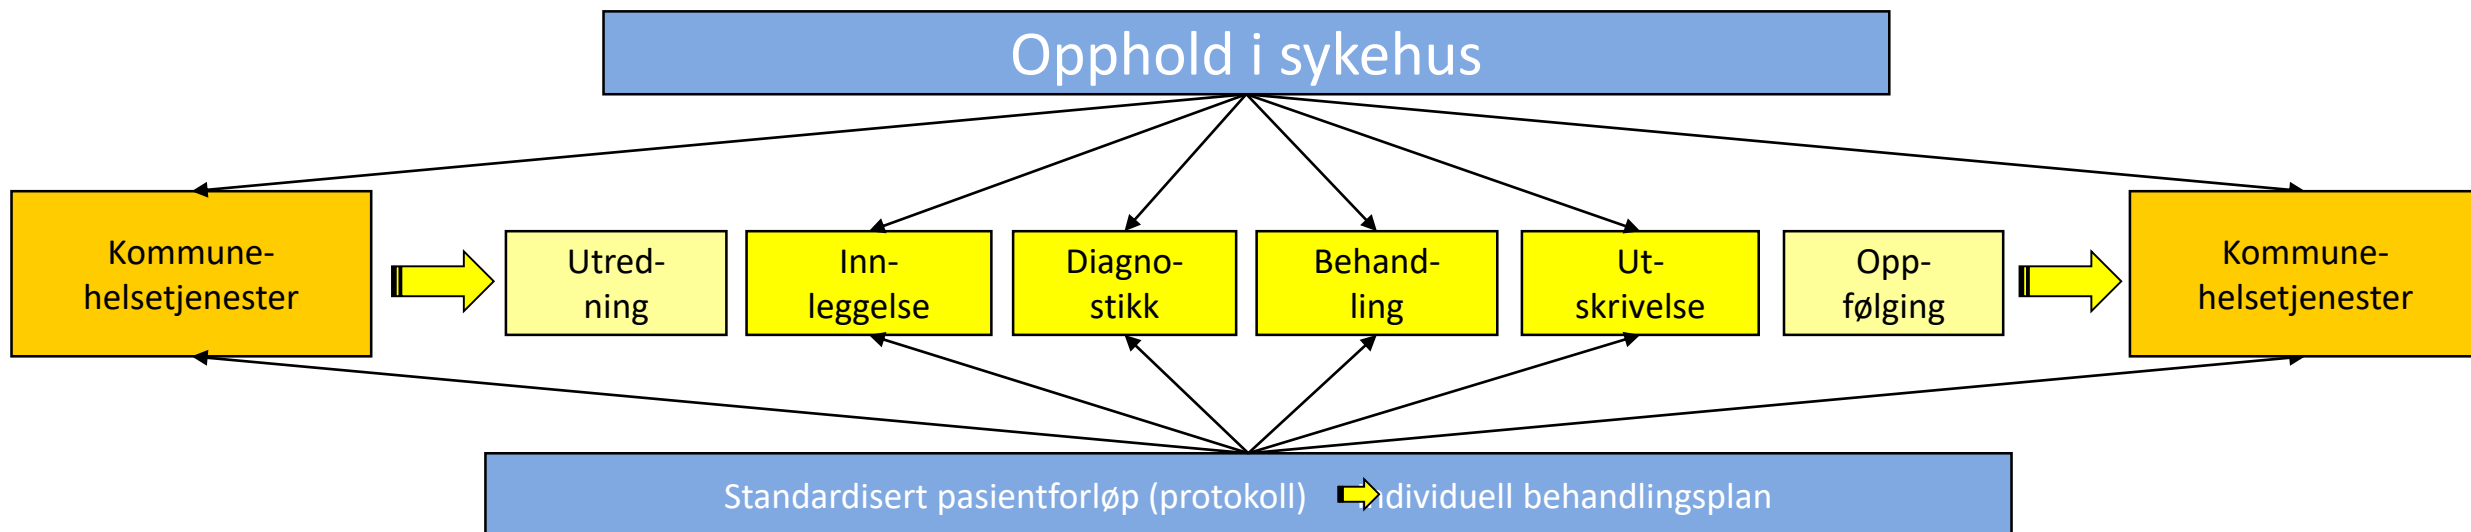 Opphold i sykehus
Kommune-
helsetjenester
Utred-
ning
Inn-
leggelse
Diagno-
stikk
Behand-
ling
Ut-
skrivelse
Opp-
følging
Kommune-
helsetjenester
Standardisert pasientforløp (protokoll) Individuell behandlingsplan